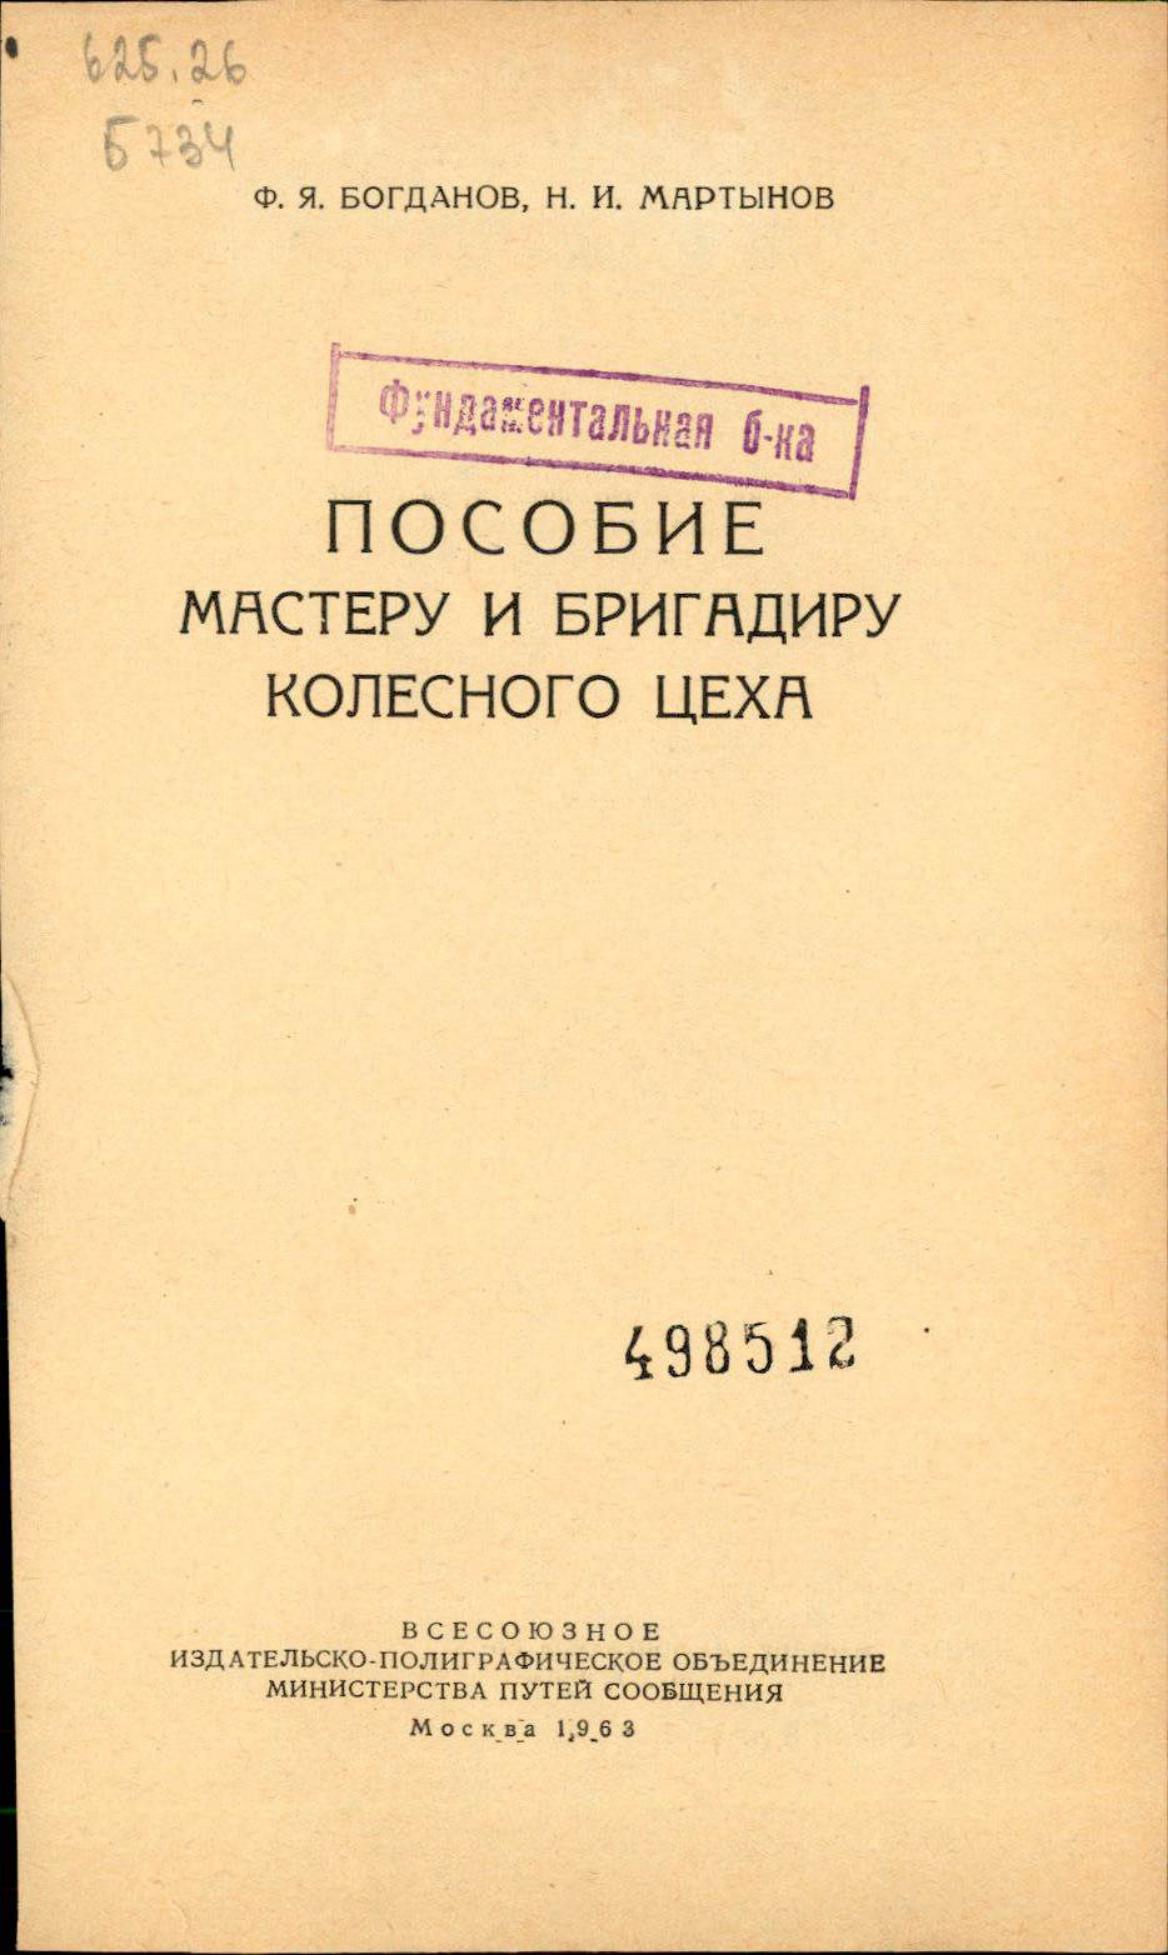 625.26
Б734
Ф. Я. БОГДАНОВ, Н. И. МАРТЫНОВ
Фундаментальная б-ка
ПОСОБИЕ
МАСТЕРУ И БРИГАДИРУ
КОЛЕСНОГО ЦЕХА
498512
ВСЕСОЮЗНОЕ
ИЗДАТЕЛЬСКО-ПОЛИГРАФИЧЕСКОЕ ОБЪЕДИНЕНИЕ
МИНИСТЕРСТВА ПУТЕЙ СООБЩЕНИЯ
Москва 1963